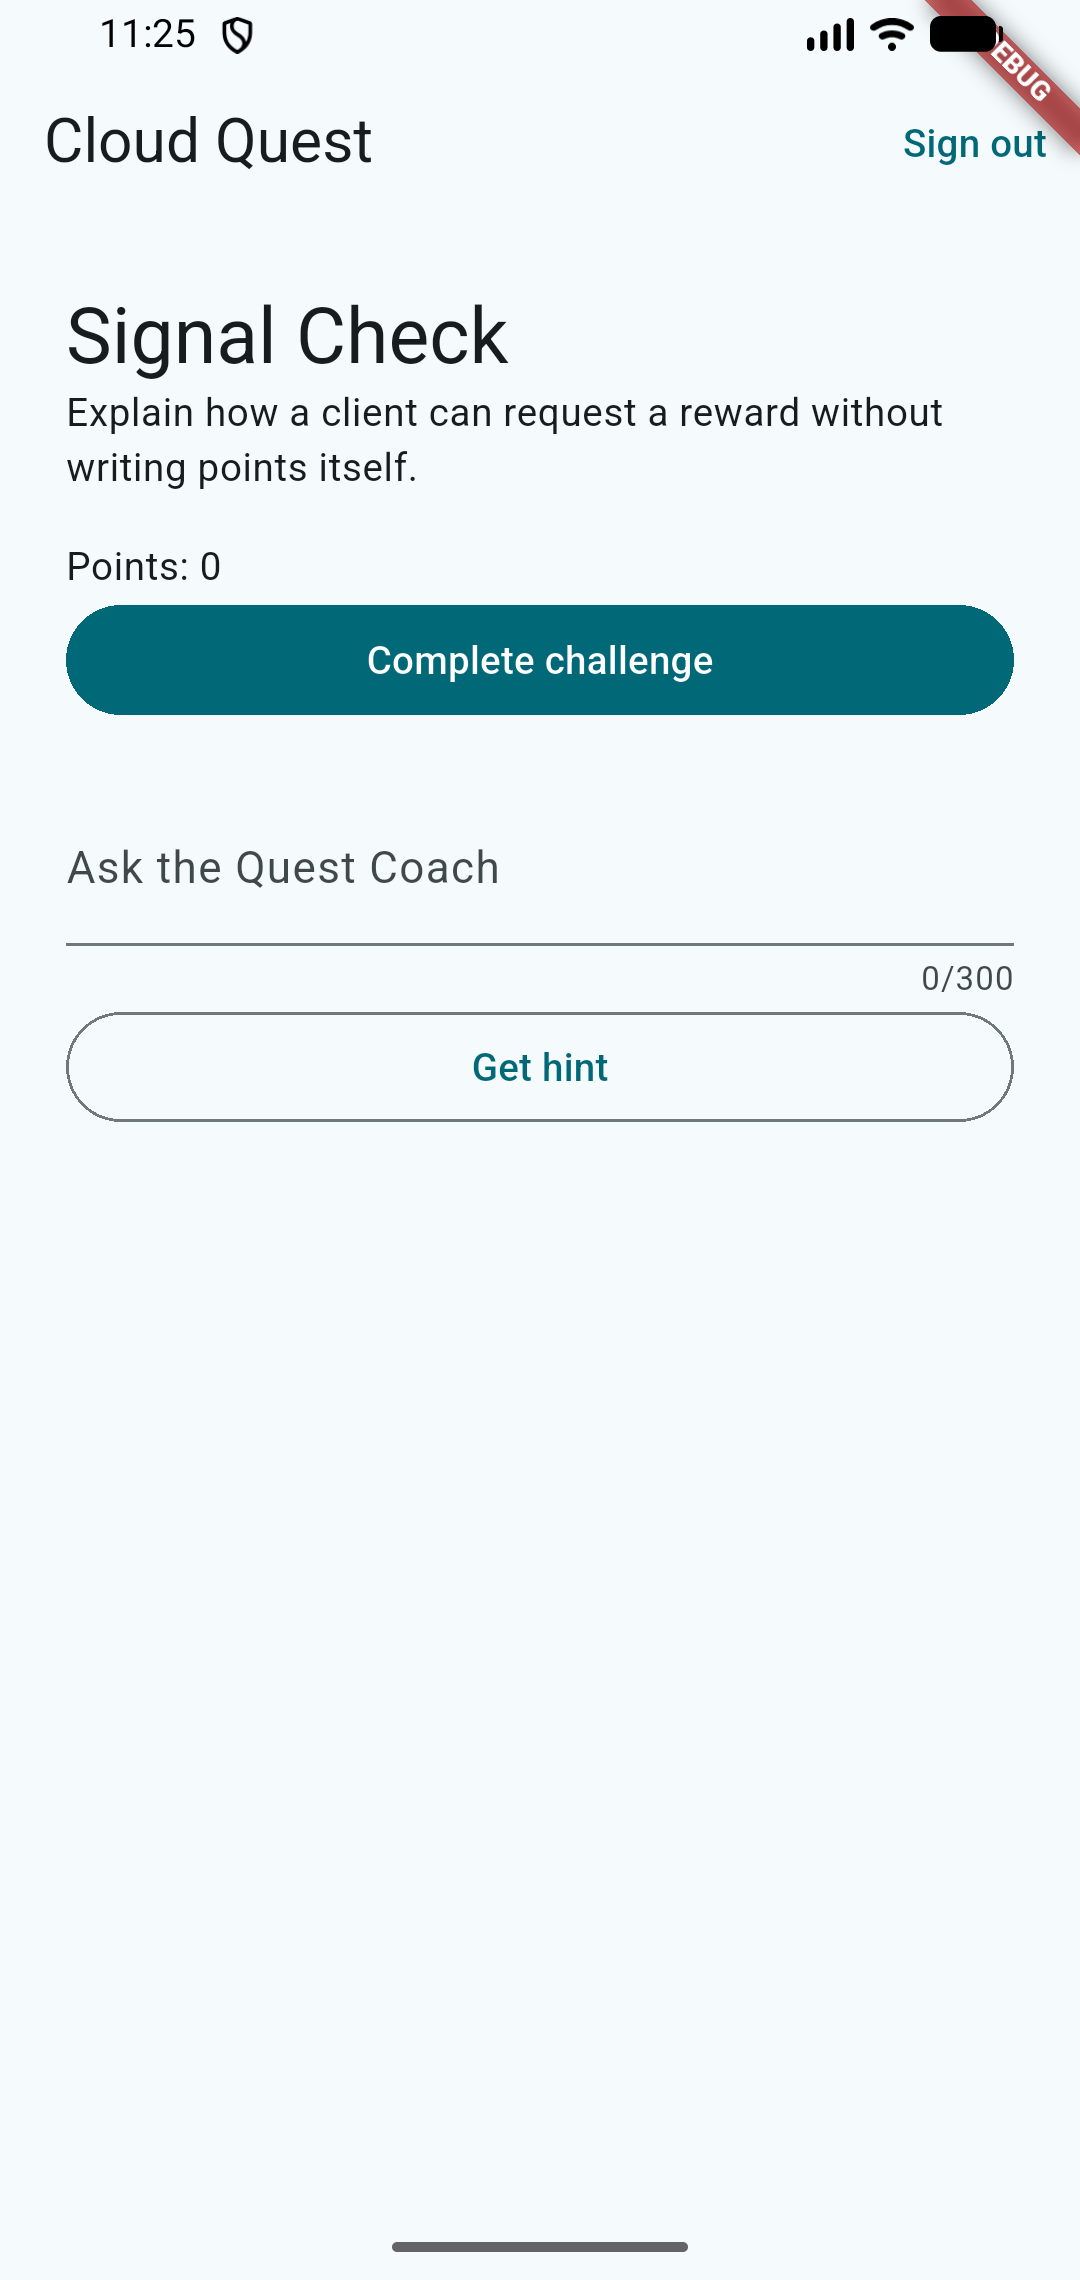 11:25
EBUG
Cloud Quest
Sign out
Signal Check
Explain how a client can request a reward without
writing points itself.
Points: 0
Complete challenge
Ask the Quest Coach
0/300
Get hint